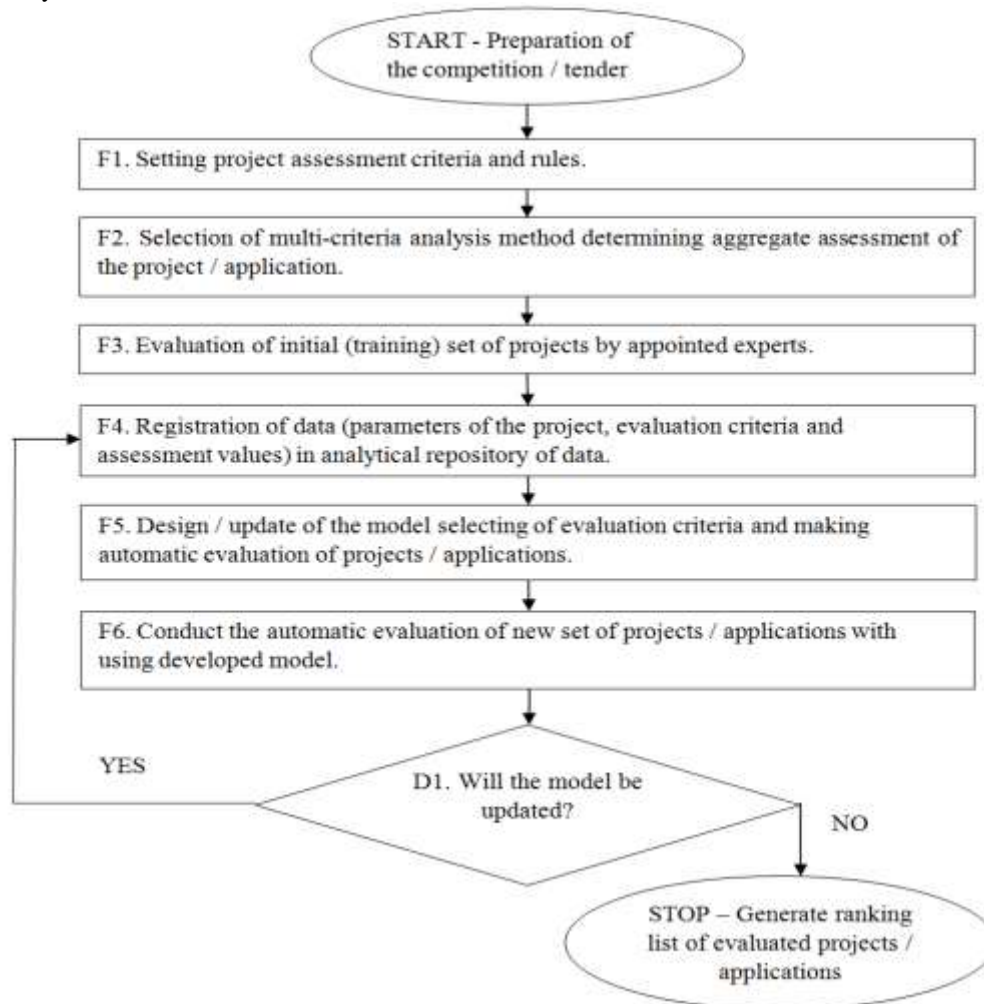 START - Preparation of
the competition / tender
F1. Setting project assessment criteria and rules.
F2. Selection of multi-criteria analysis method determining aggregate assessment of
the project / application.
F3. Evaluation of initial (training) set of projects by appointed experts.
F4. Registration of data (parameters of the project, evaluation criteria and
assessment values) in analytical repository of data.
F5. Design / update of the model selecting of evaluation criteria and making
automatic evaluation of projects / applications.
F6. Conduct the automatic evaluation of new set of projects / applications with
using developed model.
YES
D1. Will the model be
updated?
NO
STOP – Generate ranking
list of evaluated projects /
applications